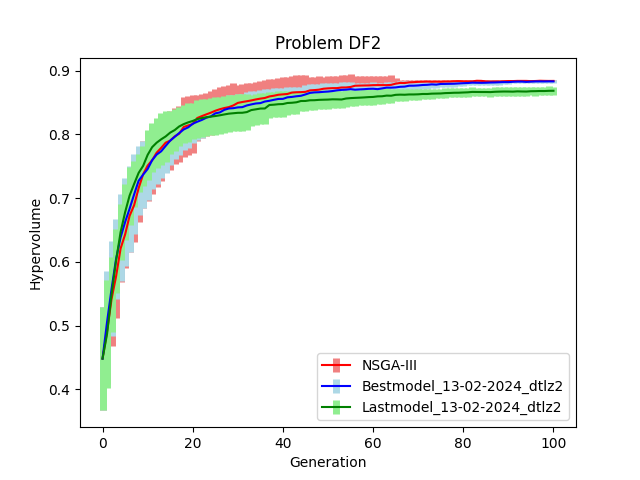 Problem DF2
Hypervolume
0.9
0.8
0.7
0.6
0.5
0.4
NSGA-III
Bestmodel_13-02-2024_dtlz2
Lastmodel_13-02-2024_dtlz2
0 20 40 60 80 100
Generation